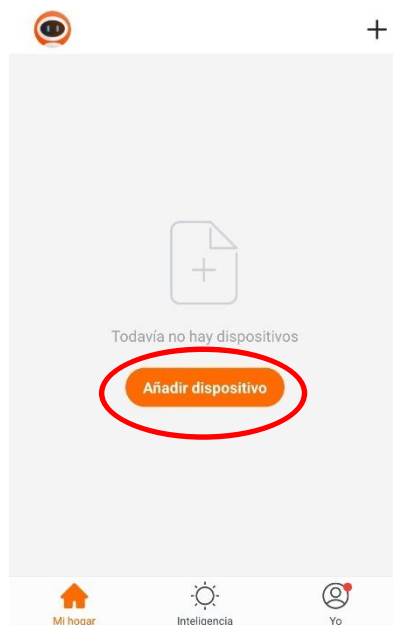 Todavía no hay dispositivos
Añadir dispositivo
Mi hogar
Inteligencia
Yo